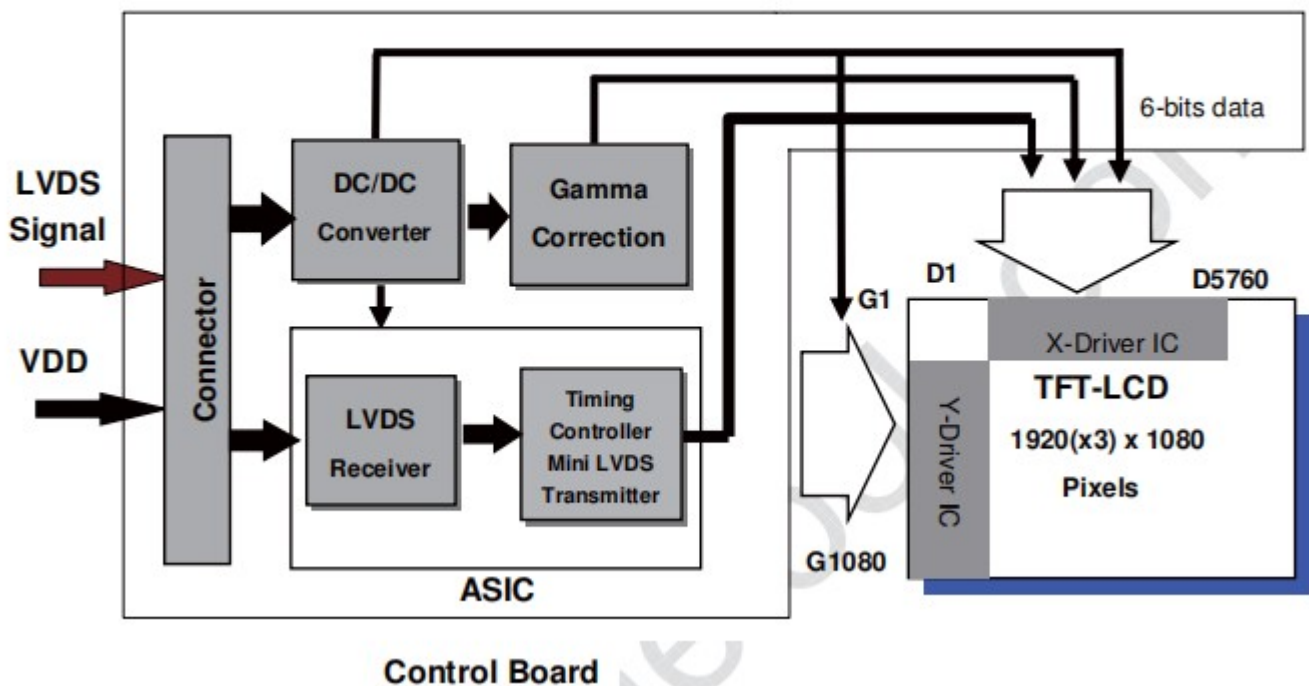 6-bits data
LVDS
Signal
VDD
Connector
DC/DC
Converter
Gamma
Correction
LVDS
Receiver
Timing
Controller
Mini LVDS
Transmitter
ASIC
Control Board
D1
D5760
G1
G1080
X-Driver IC
Y-Driver IC
TFT-LCD
1920(x3) x 1080
Pixels